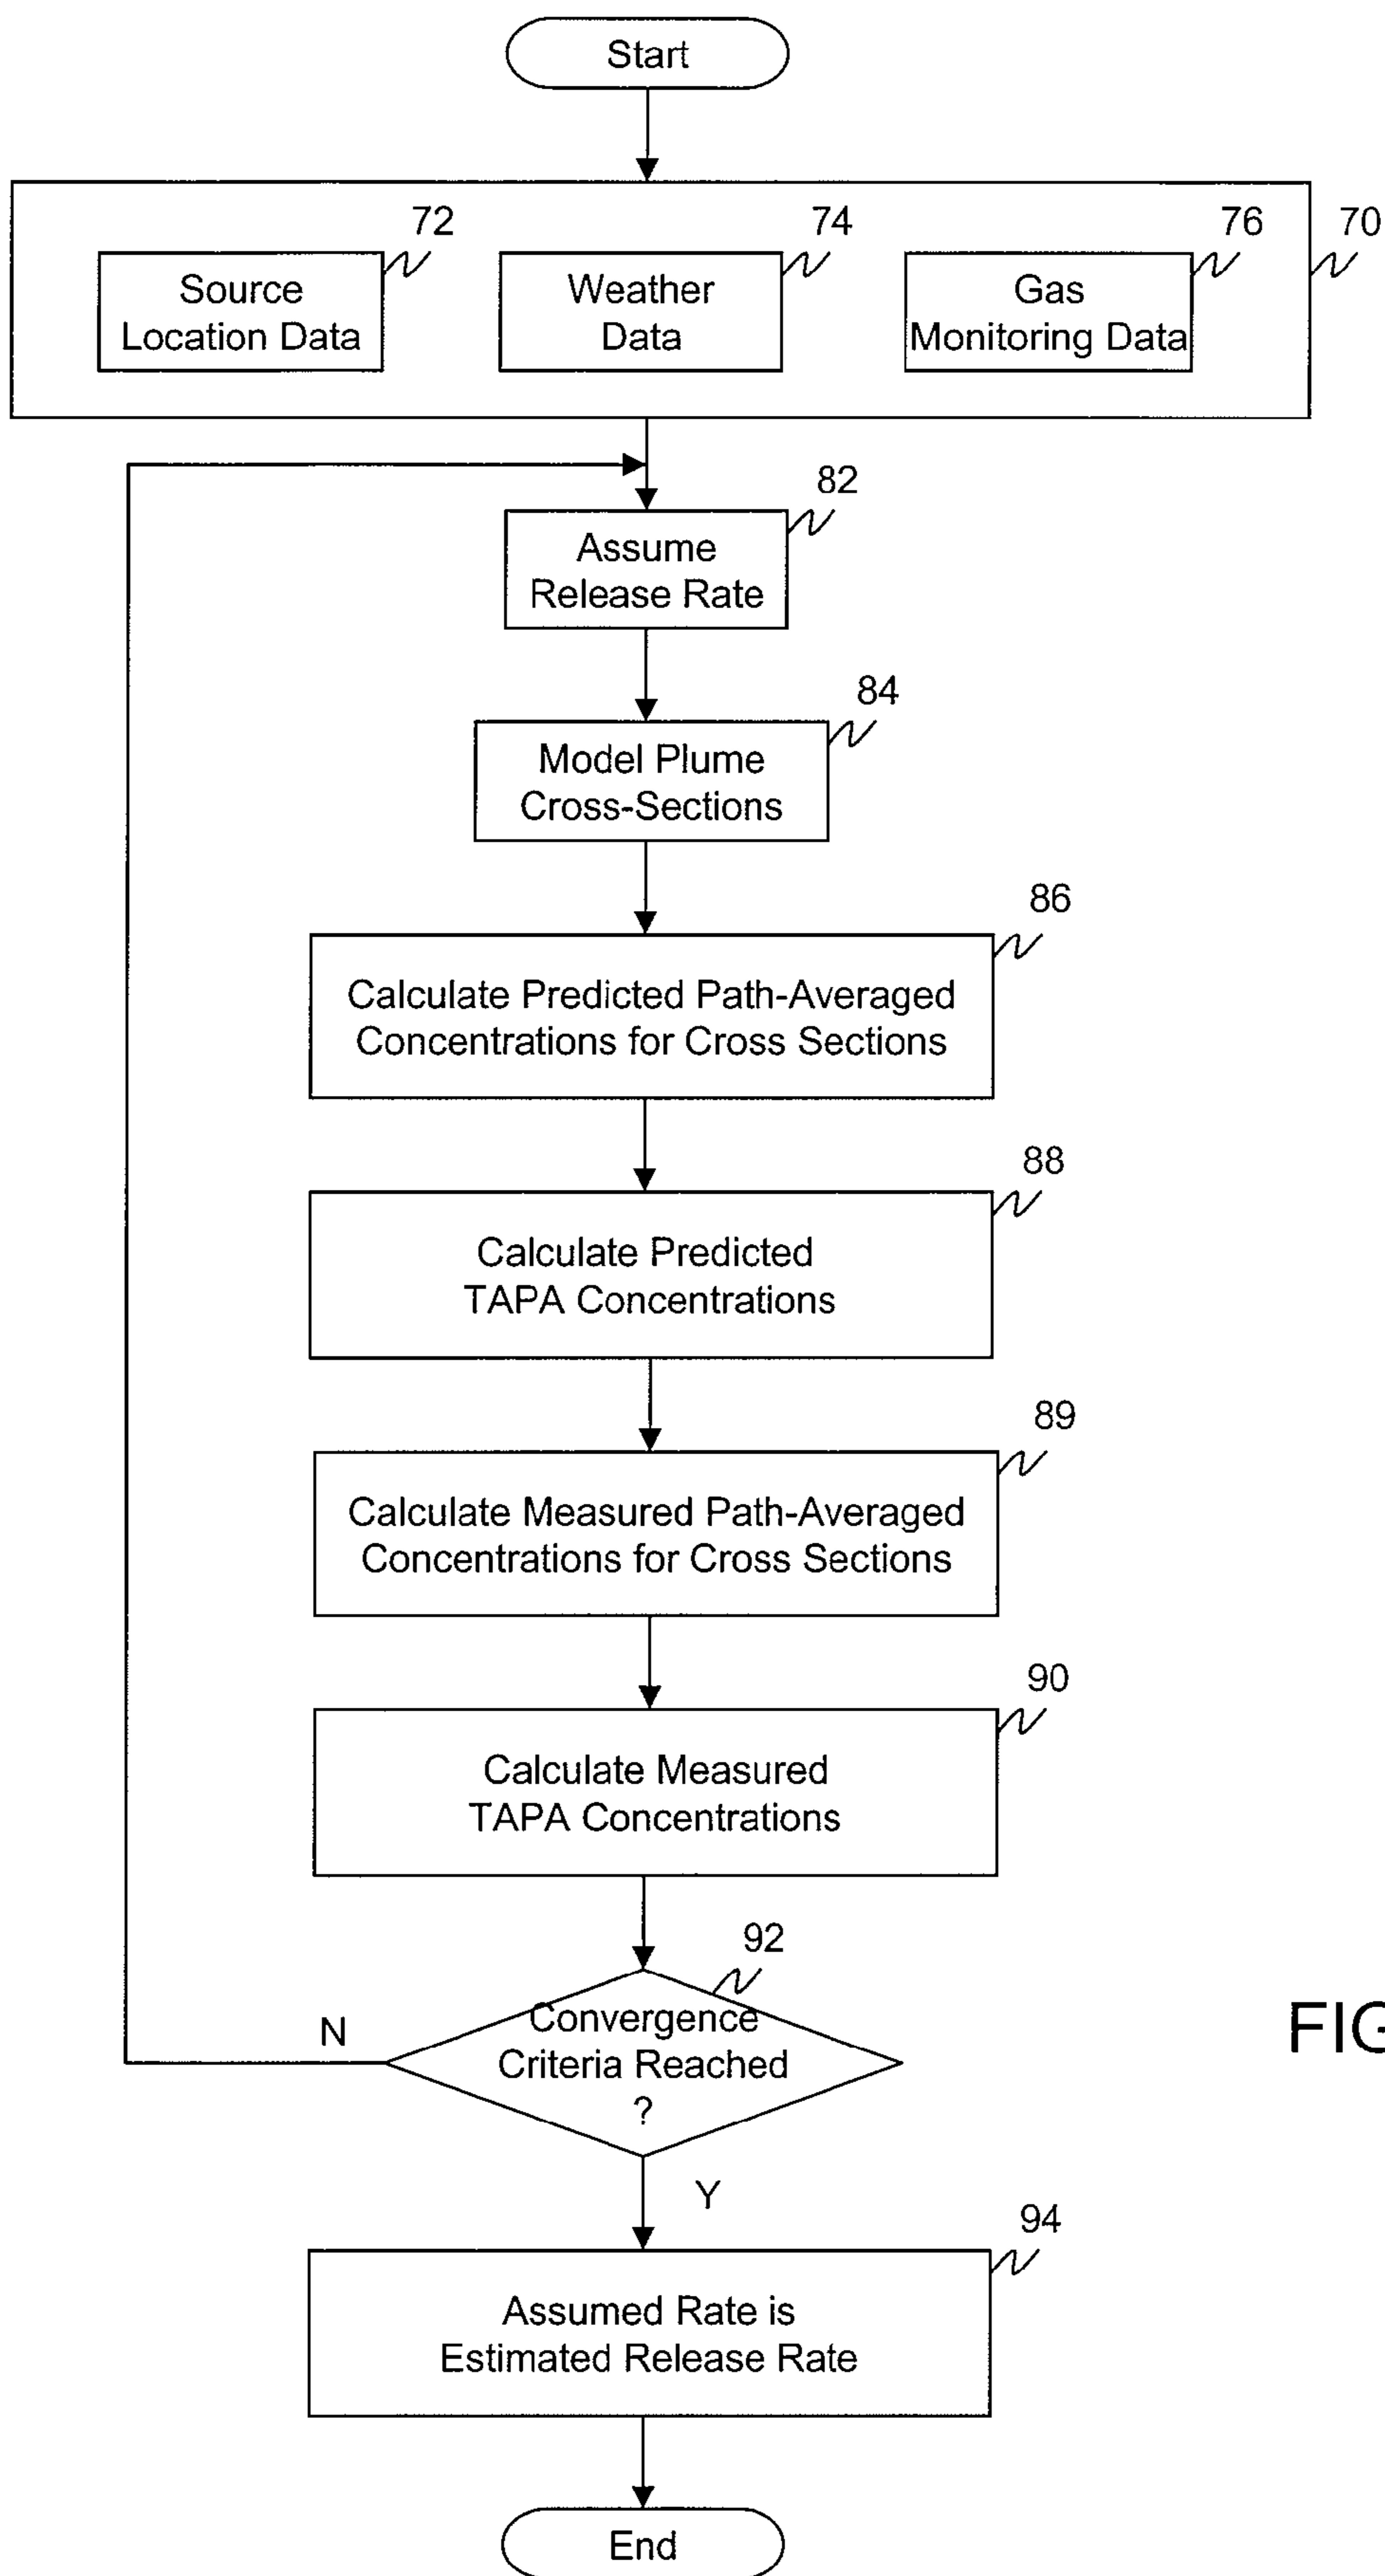 Start
72
74
76
70
Source
Location Data
Weather
Data
Gas
Monitoring Data
82
Assume
Release Rate
84
Model Plume
Cross-Sections
86
Calculate Predicted Path-Averaged
Concentrations for Cross Sections
88
Calculate Predicted
TAPA Concentrations
89
Calculate Measured Path-Averaged
Concentrations for Cross Sections
90
Calculate Measured
TAPA Concentrations
92
Convergence
Criteria Reached
?
N
FIG
Y
94
Assumed Rate is
Estimated Release Rate
End